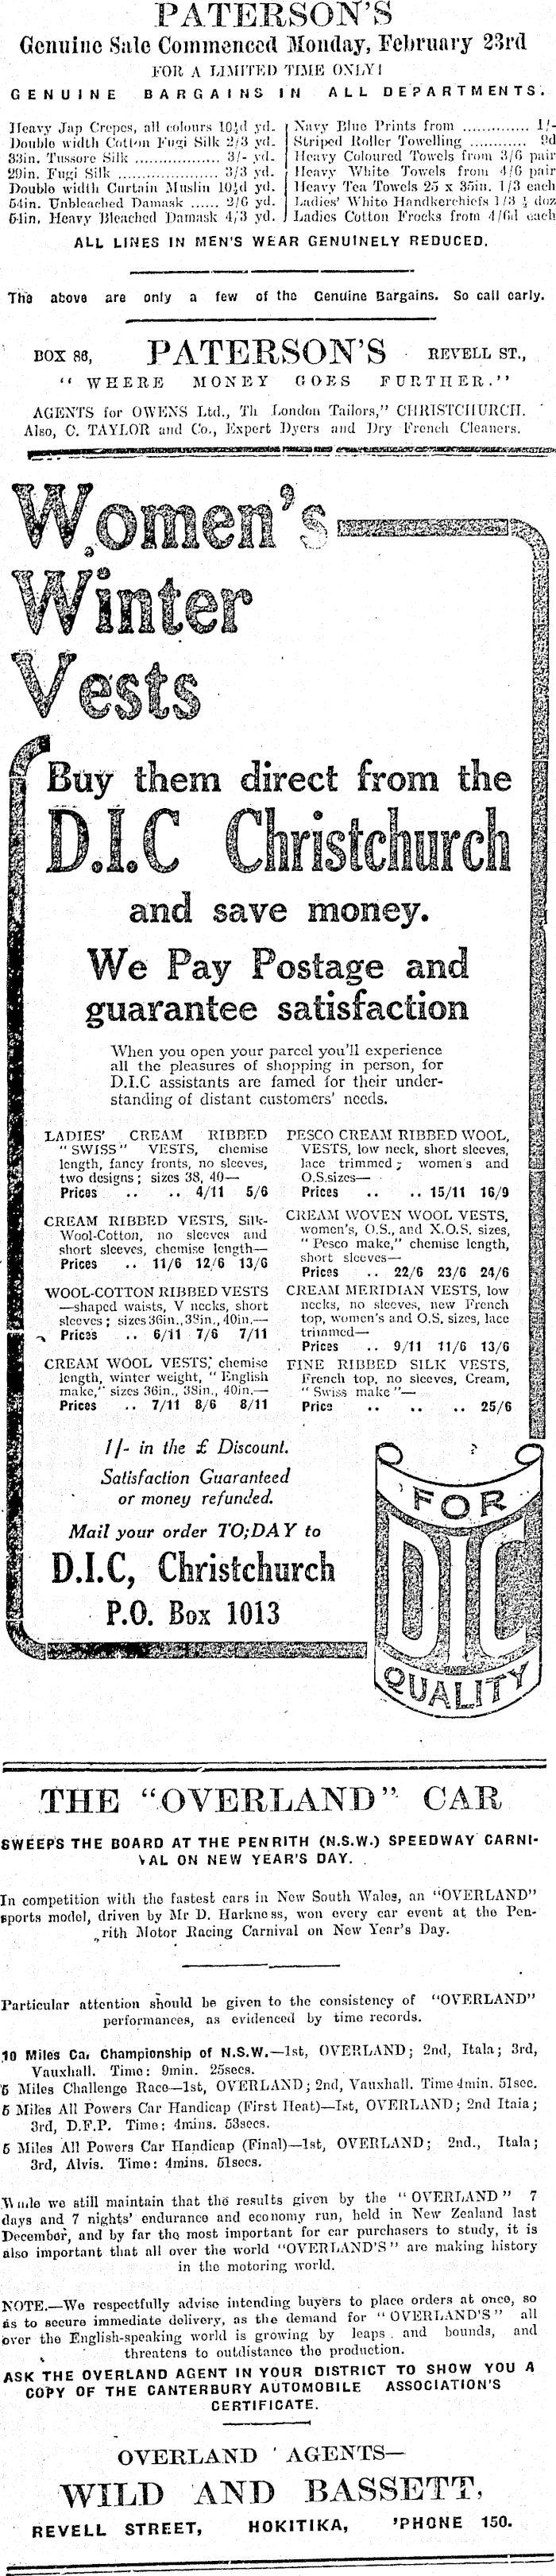 PATERSON'S
Genuine Sale Commenced Monday, February 23rd
FOR A LIMITED TIME ONLY!
GENUINE BARGAINS IN ALL DEPARTMENTS.
Heavy Jap Crepes, all colours 10½d yd.
Double width Cotton Fugi Silk 2/3 yd.
33in. Tussore Silk ................. 3/- yd.
29in. Fugi Silk .................... 3/3 yd.
Double width Curtain Muslin 10½d yd.
54in. Unbleached Damask ...... 2/6 yd.
54in. Heavy Bleached Damask 4/3 yd.
Navy Blue Prints from .............. 1/-
Striped Roller Towelling ............ 9d
Heavy Coloured Towels from 3/6 pair
Heavy White Towels from 4/6 pair
Heavy Tea Towels 25 x 35in. 1/3 each
Ladies' White Handkerchiefs 1/3 ½ doz
Ladies Cotton Frocks from 4/6d each
ALL LINES IN MEN'S WEAR GENUINELY REDUCED.
The above are only a few of the Genuine Bargains. So call early.
BOX 86, PATERSON'S REVELL ST.,
"WHERE MONEY GOES FURTHER."
AGENTS for OWENS Ltd., Th London Tailors," CHRISTCHURCH.
Also, C. TAYLOR and Co., Expert Dyers and Dry French Cleaners.
Women's
Winter
Vests
Buy them direct from the
D.I.C Christchurch
and save money.
We Pay Postage and
guarantee satisfaction
When you open your parcel you'll experience
all the pleasures of shopping in person, for
D.I.C assistants are famed for their under-
standing of distant customers' needs.
LADIES' CREAM RIBBED
"SWISS" VESTS, chemise
length, fancy fronts, no sleeves,
two designs; sizes 38, 40—
Prices .. .. 4/11 5/6
CREAM RIBBED VESTS, Silk-
Wool-Cotton, no sleeves and
short sleeves, chemise length—
Prices .. 11/6 12/6 13/6
WOOL-COTTON RIBBED VESTS
—shaped waists, V necks, short
sleeves; sizes 36in., 38in., 40in.—
Prices .. 6/11 7/6 7/11
CREAM WOOL VESTS, chemise
length, winter weight, "English
make," sizes 36in., 38in., 40in.—
Prices .. 7/11 8/6 8/11
PESCO CREAM RIBBED WOOL,
VESTS, low neck, short sleeves,
lace trimmed; women's and
O.S.sizes—
Prices .. .. 15/11 16/9
CREAM WOVEN WOOL VESTS,
women's, O.S., and X.O.S. sizes,
"Pesco make," chemise length,
short sleeves—
Prices .. 22/6 23/6 24/6
CREAM MERIDIAN VESTS, low
necks, no sleeves, new French
top, women's and O.S. sizes, lace
trimmed—
Prices .. 9/11 11/6 13/6
FINE RIBBED SILK VESTS,
French top, no sleeves, Cream,
"Swiss make"—
Price .. .. .. 25/6
1/- in the £ Discount.
Satisfaction Guaranteed
or money refunded.
Mail your order TO;DAY to
D.I.C, Christchurch
P.O. Box 1013
FOR
DIC
QUALITY
THE "OVERLAND" CAR
SWEEPS THE BOARD AT THE PENRITH (N.S.W.) SPEEDWAY CARNI-
VAL ON NEW YEAR'S DAY.
In competition with the fastest cars in New South Wales, an "OVERLAND"
sports model, driven by Mr D. Harkness, won every car event at the Pen-
rith Motor Racing Carnival on New Year's Day.
Particular attention should be given to the consistency of "OVERLAND"
performances, as evidenced by time records.
10 Miles Car Championship of N.S.W.—1st, OVERLAND; 2nd, Itala; 3rd,
Vauxhall. Time: 9min. 25secs.
5 Miles Challenge Race—1st, OVERLAND; 2nd, Vauxhall. Time 4min. 51sec.
5 Miles All Powers Car Handicap (First Heat)—1st, OVERLAND; 2nd Itaia;
3rd, D.F.P. Time: 4mins. 53secs.
5 Miles All Powers Car Handicap (Final)—1st, OVERLAND; 2nd., Itala;
3rd, Alvis. Time: 4mins. 51secs.
While we still maintain that the results given by the "OVERLAND" 7
days and 7 nights' endurance and economy run, held in New Zealand last
December, and by far the most important for car purchasers to study, it is
also important that all over the world "OVERLAND'S" are making history
in the motoring world.
NOTE.—We respectfully advise intending buyers to place orders at once, so
as to secure immediate delivery, as the demand for "OVERLAND'S" all
over the English-speaking world is growing by leaps and bounds, and
threatens to outdistance the production.
ASK THE OVERLAND AGENT IN YOUR DISTRICT TO SHOW YOU A
COPY OF THE CANTERBURY AUTOMOBILE ASSOCIATION'S
CERTIFICATE.
OVERLAND AGENTS—
WILD AND BASSETT,
REVELL STREET, HOKITIKA, 'PHONE 150.